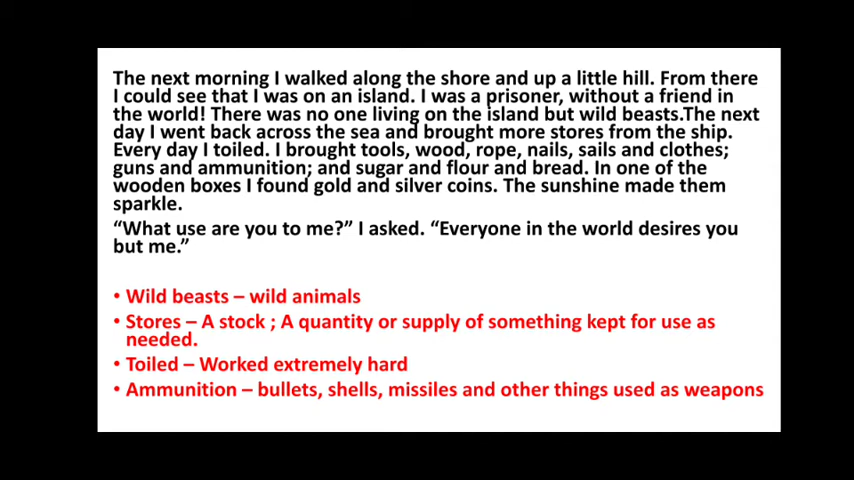 The next morning I walked along the shore and up a little hill. From there
I could see that I was on an island. I was a prisoner, without a friend in
the world! There was no one living on the island but wild beasts.The next
day I went back across the sea and brought more stores from the ship.
Every day I toiled. I brought tools, wood, rope, nails, sails and clothes;
guns and ammunition; and sugar and flour and bread. In one of the
wooden boxes I found gold and silver coins. The sunshine made them
sparkle.
“What use are you to me?” I asked. “Everyone in the world desires you
but me.”
• Wild beasts – wild animals
• Stores – A stock ; A quantity or supply of something kept for use as
needed.
• Toiled – Worked extremely hard
• Ammunition – bullets, shells, missiles and other things used as weapons